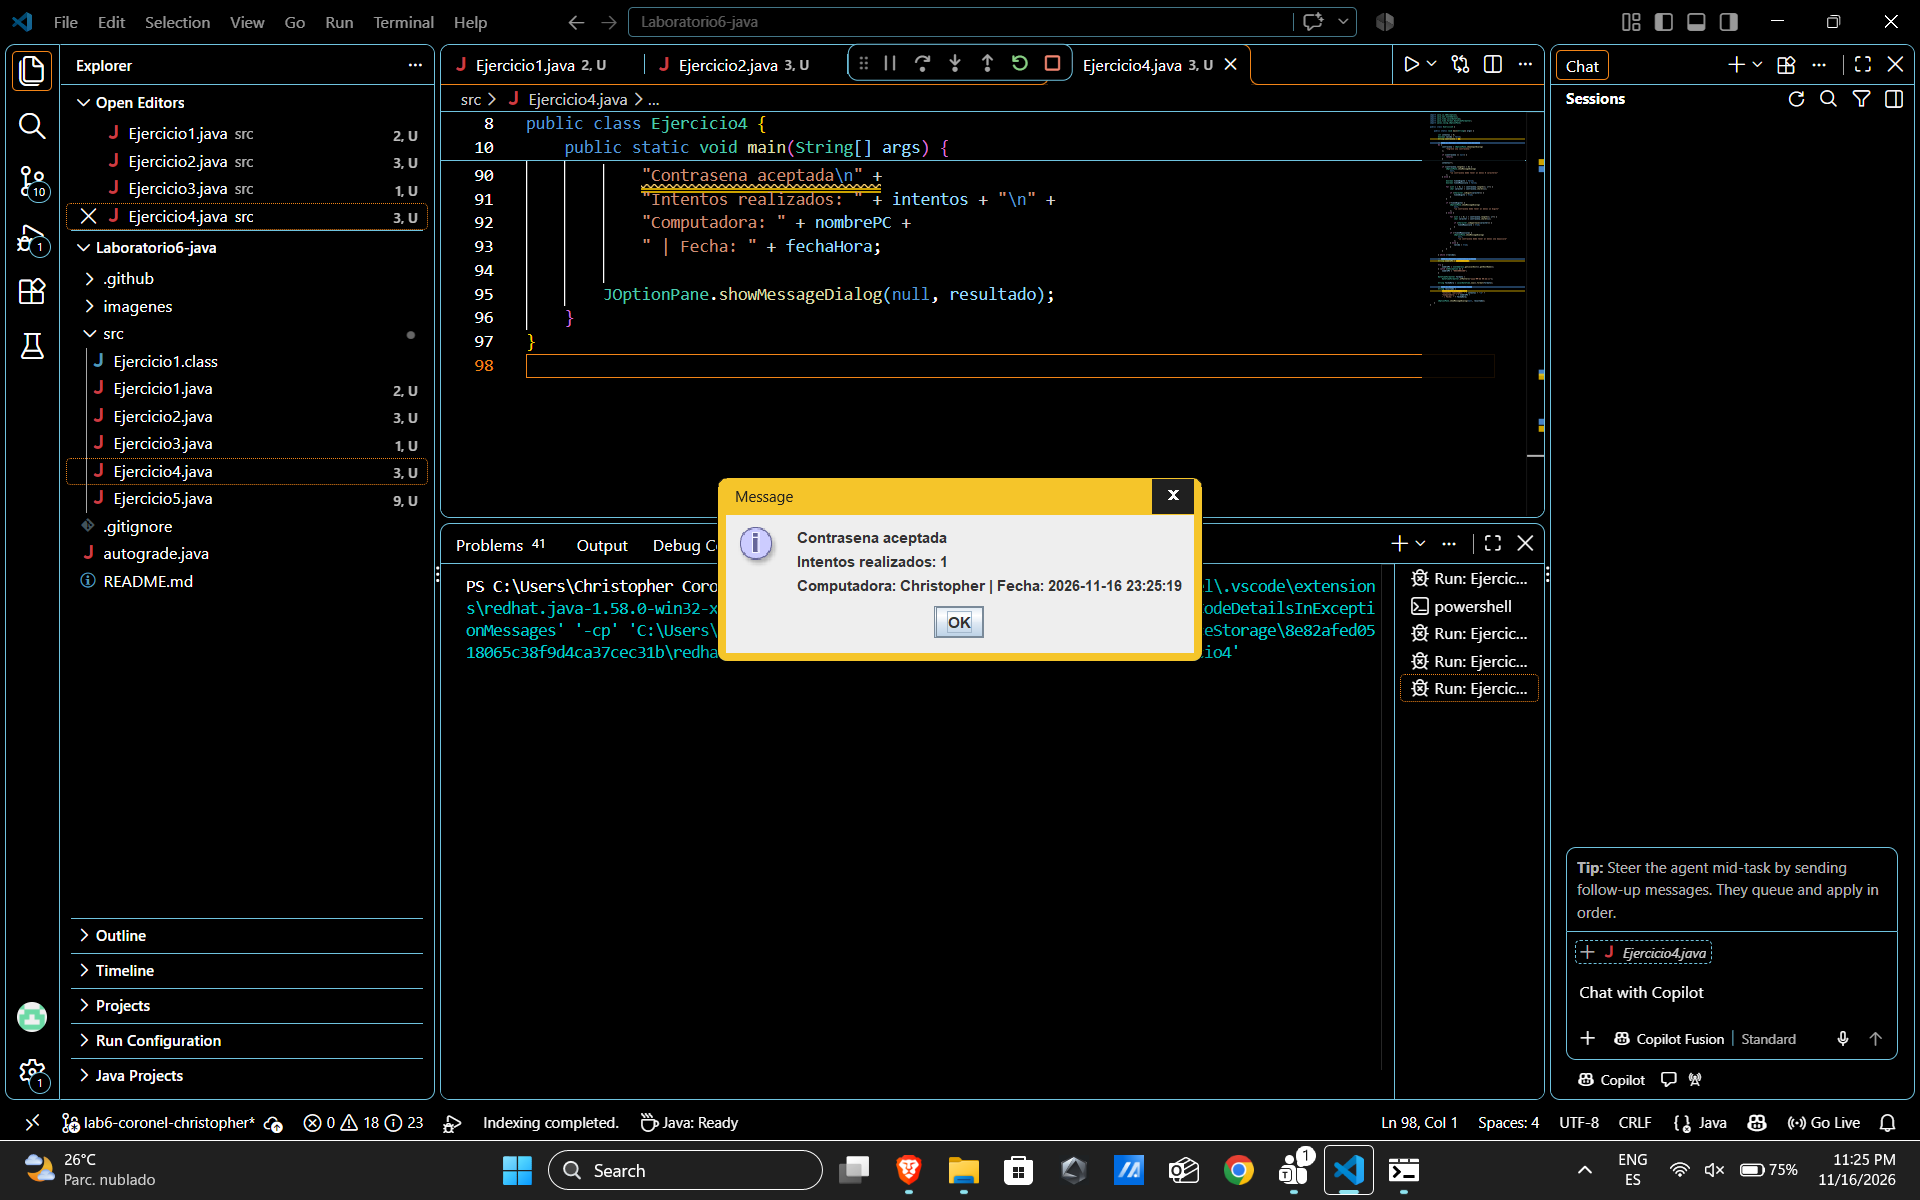 File Edit Selection View Go Run Terminal Help
Laboratorio6-java
Explorer
Open Editors
Ejercicio1.java src 2, U
Ejercicio2.java src 3, U
Ejercicio3.java src 1, U
Ejercicio4.java src 3, U
Laboratorio6-java
.github
imagenes
src
Ejercicio1.class
Ejercicio1.java 2, U
Ejercicio2.java 3, U
Ejercicio3.java 1, U
Ejercicio4.java 3, U
Ejercicio5.java 9, U
.gitignore
autograde.java
README.md
Outline
Timeline
Projects
Run Configuration
Java Projects
10
1
1
Ejercicio1.java 2, U
Ejercicio2.java 3, U
Ejercicio4.java 3, U
src > Ejercicio4.java > ...
8 public class Ejercicio4 {
10 public static void main(String[] args) {
90 "Contrasena aceptada\n" +
91 "Intentos realizados: " + intentos + "\n" +
92 "Computadora: " + nombrePC +
93 " | Fecha: " + fechaHora;
94
95 JOptionPane.showMessageDialog(null, resultado);
96 }
97 }
98
Message
Contrasena aceptada
Intentos realizados: 1
Computadora: Christopher | Fecha: 2026-11-16 23:25:19
OK
Problems 41 Output Debug C
PS C:\Users\Christopher Coro l\.vscode\extension
s\redhat.java-1.58.0-win32-x odeDetailsInExcepti
onMessages' '-cp' 'C:\Users\ eStorage\8e82afed05
18065c38f9d4ca37cec31b\redha io4'
Run: Ejercic...
powershell
Run: Ejercic...
Run: Ejercic...
Run: Ejercic...
Chat
Sessions
Tip: Steer the agent mid-task by sending
follow-up messages. They queue and apply in
order.
Ejercicio4.java
Chat with Copilot
Copilot Fusion | Standard
Copilot
lab6-coronel-christopher* 0 18 23 Indexing completed. Java: Ready
Ln 98, Col 1 Spaces: 4 UTF-8 CRLF Java Go Live
26°C
Parc. nublado
Search
1
ENG
ES
75%
11:25 PM
11/16/2026